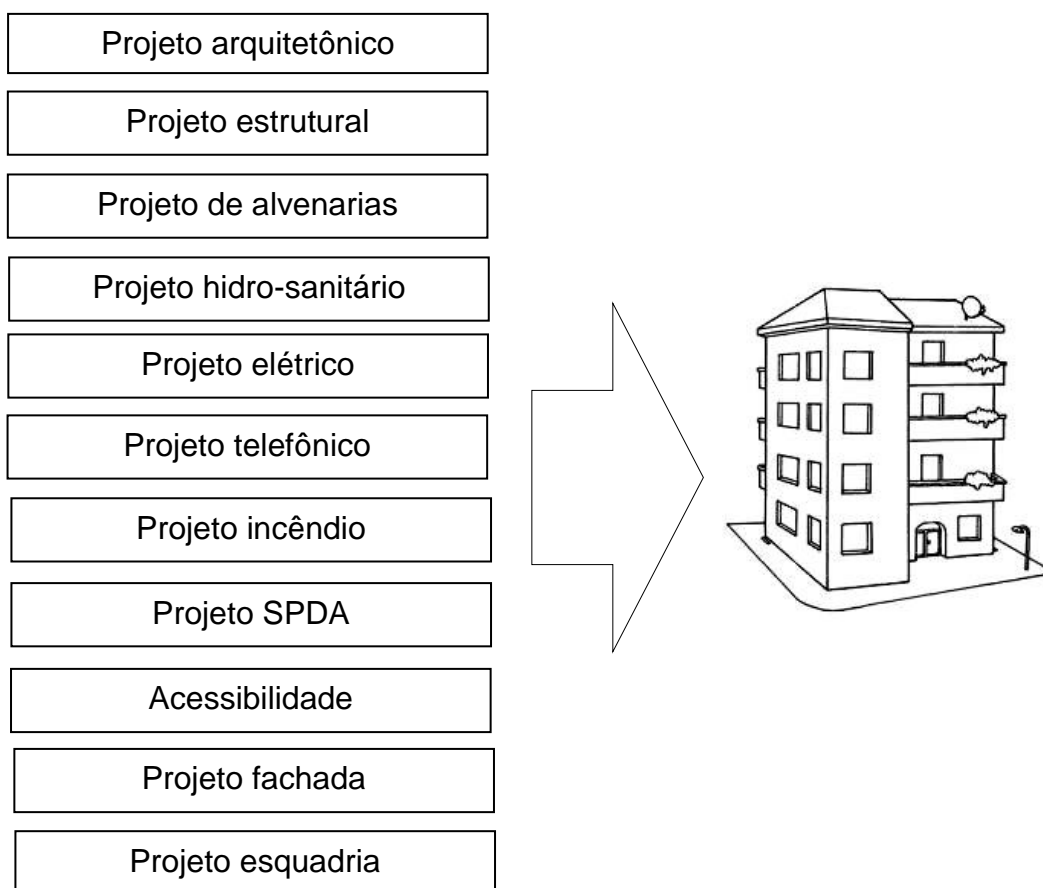 Projeto arquitetônico
Projeto estrutural
Projeto de alvenarias
Projeto hidro-sanitário
Projeto elétrico
Projeto telefônico
Projeto incêndio
Projeto SPDA
Acessibilidade
Projeto fachada
Projeto esquadria